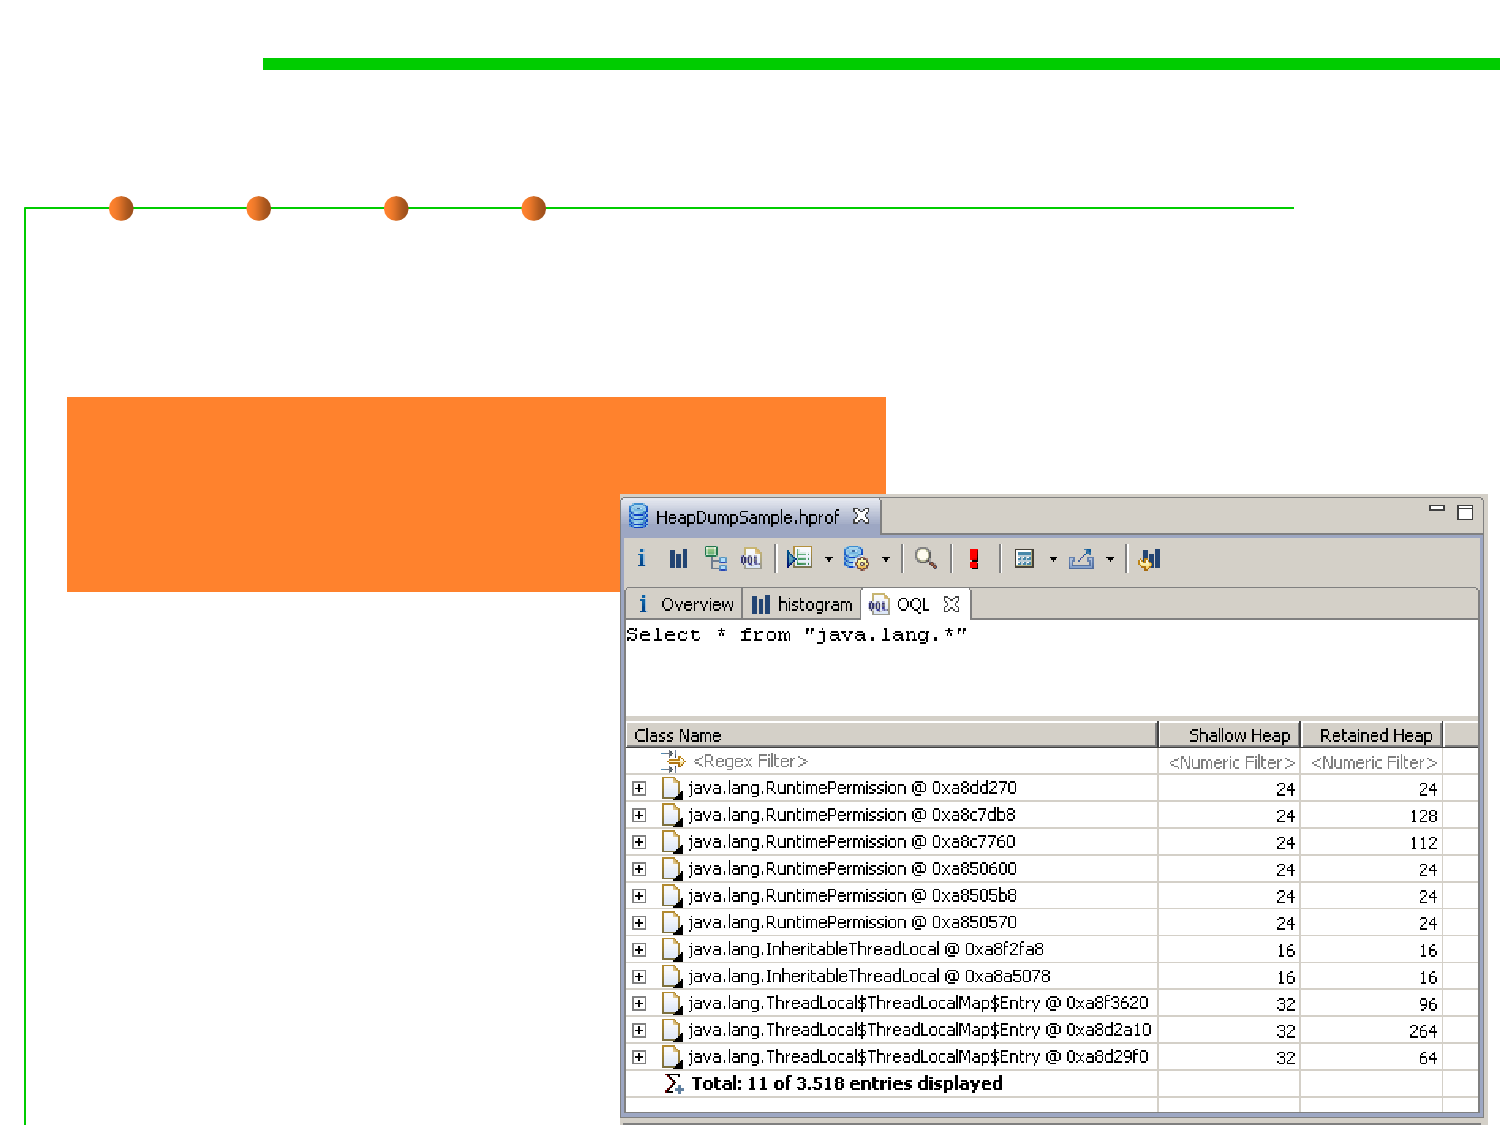 HeapDumpSample.hprof
OQL
i Overview histogram OQL
Select * from "java.lang.*"
Class Name Shallow Heap Retained Heap
<Regex Filter> <Numeric Filter> <Numeric Filter>
java.lang.RuntimePermission @ 0xa8dd270 24 24
java.lang.RuntimePermission @ 0xa8c7db8 24 128
java.lang.RuntimePermission @ 0xa8c7760 24 112
java.lang.RuntimePermission @ 0xa850600 24 24
java.lang.RuntimePermission @ 0xa8505b8 24 24
java.lang.RuntimePermission @ 0xa850570 24 24
java.lang.InheritableThreadLocal @ 0xa8f2fa8 16 16
java.lang.InheritableThreadLocal @ 0xa8a5078 16 16
java.lang.ThreadLocal$ThreadLocalMap$Entry @ 0xa8f3620 32 96
java.lang.ThreadLocal$ThreadLocalMap$Entry @ 0xa8d2a10 32 264
java.lang.ThreadLocal$ThreadLocalMap$Entry @ 0xa8d29f0 32 64
Total: 11 of 3.518 entries displayed